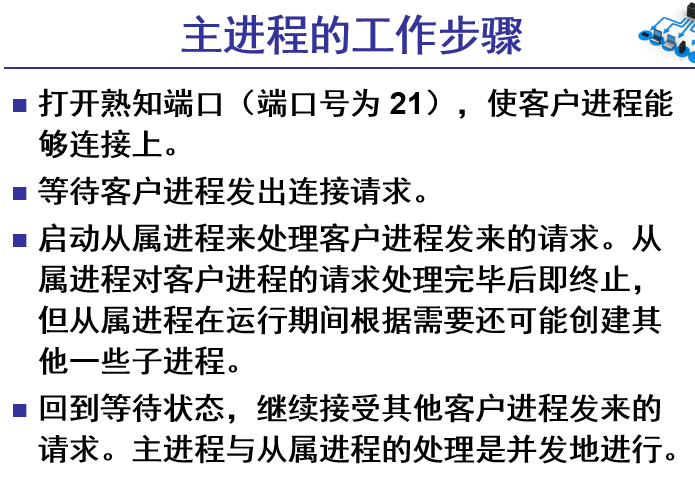 主进程的工作步骤
打开熟知端口（端口号为 21），使客户进程能
够连接上。
等待客户进程发出连接请求。
启动从属进程来处理客户进程发来的请求。从
属进程对客户进程的请求处理完毕后即终止，
但从属进程在运行期间根据需要还可能创建其
他一些子进程。
回到等待状态，继续接受其他客户进程发来的
请求。主进程与从属进程的处理是并发地进行。